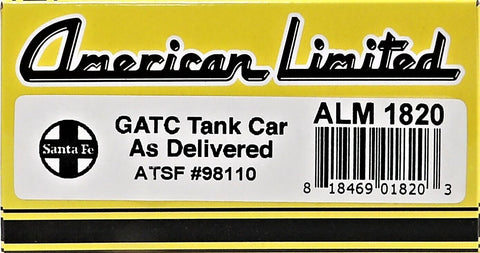 American Limited
Santa Fe
GATC Tank Car
As Delivered
ATSF #98110
ALM 1820
8 18469 01820 3